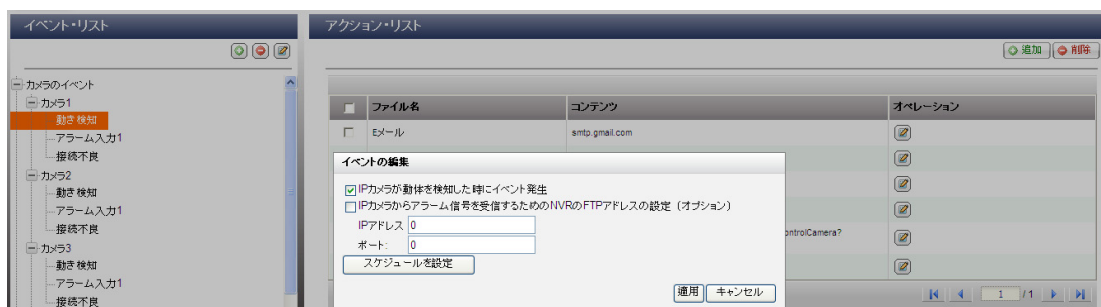 イベント・リスト
アクション・リスト
追加
削除
カメラのイベント
カメラ1
動き検知
アラーム入力1
接続不良
カメラ2
動き検知
アラーム入力1
接続不良
カメラ3
動き検知
アラーム入力1
接続不良
ファイル名 コンテンツ オペレーション
Eメール smtp.gmail.com
ontrolCamera?
イベントの編集
IPカメラが動体を検知した時にイベント発生
IPカメラからアラーム信号を受信するためのNVRのFTPアドレスの設定（オプション）
IPアドレス 0
ポート: 0
スケジュールを設定
適用 キャンセル
1 /1